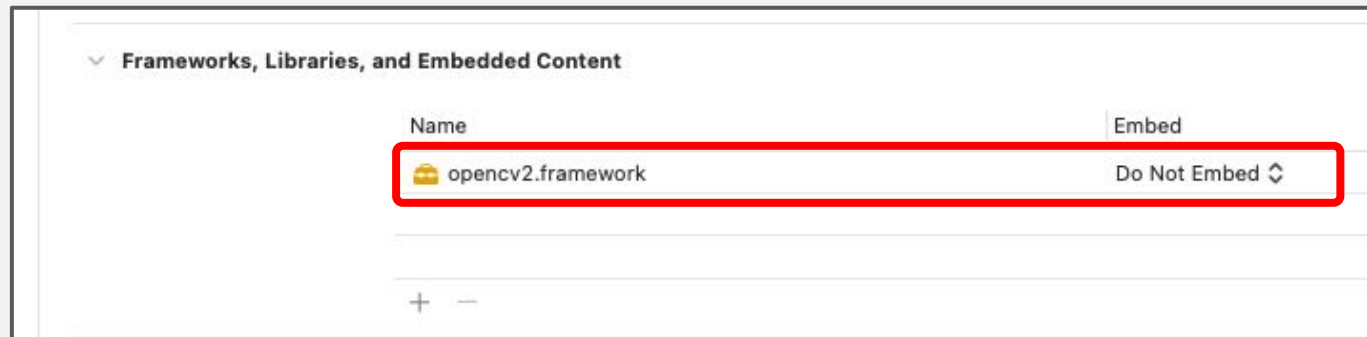 Frameworks, Libraries, and Embedded Content
Name Embed
opencv2.framework Do Not Embed